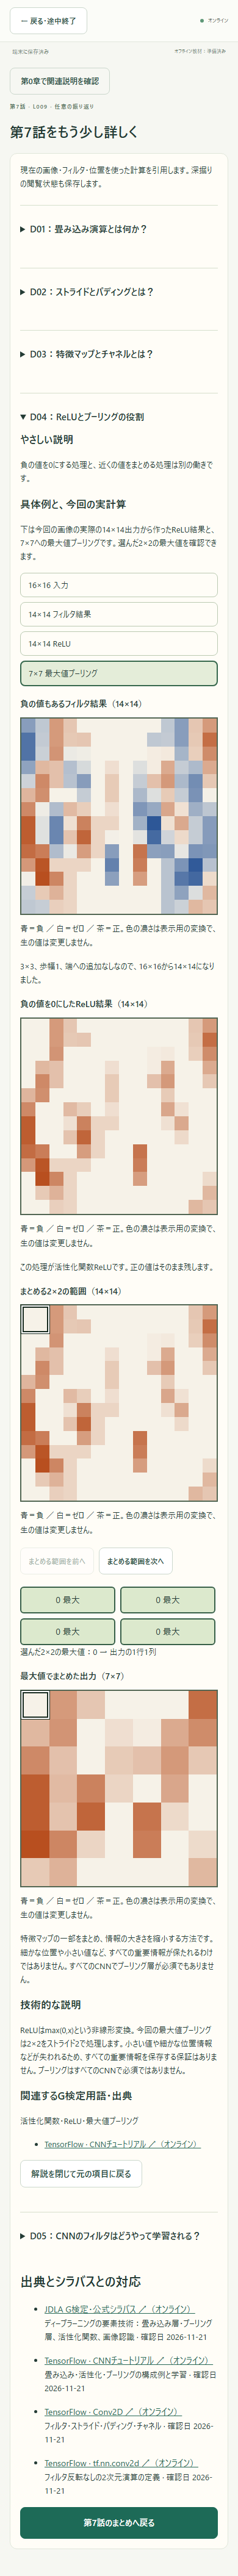 ← 戻る・途中終了
オンライン
端末に保存済み
オフライン教材：準備済み
第0章で関連説明を確認
第7話 · L009 · 任意の振り返り
第7話をもう少し詳しく
現在の画像・フィルタ・位置を使った計算を引用します。深掘り
の閲覧状態も保存します。
▶ D01：畳み込み演算とは何か？
▶ D02：ストライドとパディングとは？
▶ D03：特徴マップとチャネルとは？
▼ D04：ReLUとプーリングの役割
やさしい説明
負の値を0にする処理と、近くの値をまとめる処理は別の働きで
す。
具体例と、今回の実計算
下は今回の画像の実際の14×14出力から作ったReLU結果と、
7×7への最大値プーリングです。選んだ2×2の最大値を確認でき
ます。
16×16 入力
14×14 フィルタ結果
14×14 ReLU
7×7 最大値プーリング
負の値もあるフィルタ結果（14×14）
青＝負 ／ 白＝ゼロ ／ 茶＝正。色の濃さは表示用の変換で、
生の値は変更しません。
3×3、歩幅1、端への追加なしなので、16×16から14×14になり
ました。
負の値を0にしたReLU結果（14×14）
青＝負 ／ 白＝ゼロ ／ 茶＝正。色の濃さは表示用の変換で、
生の値は変更しません。
この処理が活性化関数ReLUです。正の値はそのまま残します。
まとめる2×2の範囲（14×14）
青＝負 ／ 白＝ゼロ ／ 茶＝正。色の濃さは表示用の変換で、
生の値は変更しません。
まとめる範囲を前へ
まとめる範囲を次へ
0 最大
0 最大
0 最大
0 最大
選んだ2×2の最大値：0 → 出力の1行1列
最大値でまとめた出力（7×7）
青＝負 ／ 白＝ゼロ ／ 茶＝正。色の濃さは表示用の変換で、
生の値は変更しません。
特徴マップの一部をまとめ、情報の大きさを縮小する方法です。
細かな位置や小さい値など、すべての重要情報が保たれるわけ
ではありません。すべてのCNNでプーリング層が必須でもありませ
ん。
技術的な説明
ReLUはmax(0,x)という非線形変換。今回の最大値プーリング
は2×2をストライド2で処理します。小さい値や細かな位置情報
などが失われるため、すべての重要情報を保存する保証はありま
せん。プーリングはすべてのCNNで必須ではありません。
関連するG検定用語・出典
活性化関数・ReLU・最大値プーリング
TensorFlow · CNNチュートリアル ↗（オンライン）
解説を閉じて元の項目に戻る
▶ D05：CNNのフィルタはどうやって学習される？
出典とシラバスとの対応
JDLA G検定・公式シラバス ↗（オンライン）
ディープラーニングの要素技術：畳み込み層・プーリング
層、活性化関数、画像認識 · 確認日 2026-11-21
TensorFlow · CNNチュートリアル ↗（オンライン）
畳み込み・活性化・プーリングの構成例と学習 · 確認日
2026-11-21
TensorFlow · Conv2D ↗（オンライン）
フィルタ・ストライド・パディング・チャネル · 確認日 2026-
11-21
TensorFlow · tf.nn.conv2d ↗（オンライン）
フィルタ反転なしの2次元演算の定義 · 確認日 2026-
11-21
第7話のまとめへ戻る